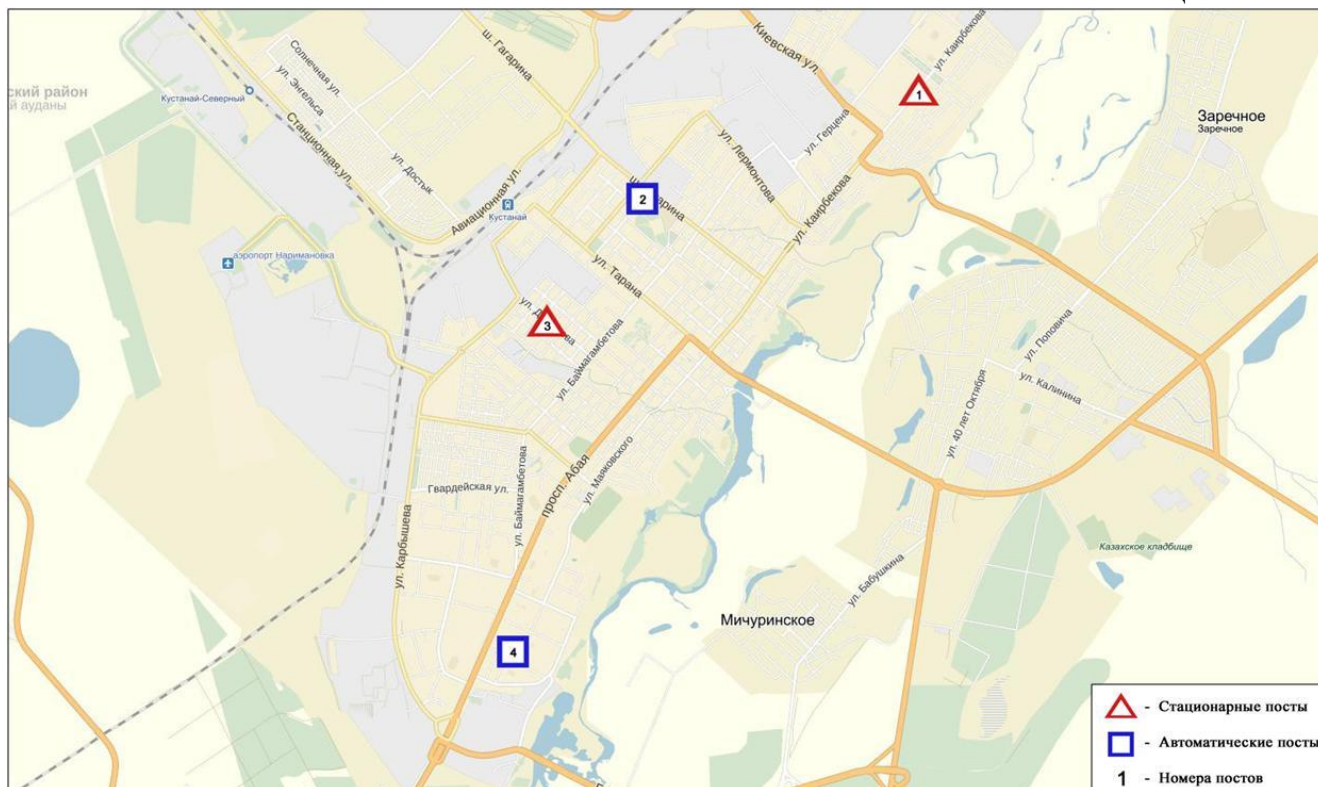 ский район
й ауданы
Кустанай-Северный
Солнечная ул.
ул. Энгельса
Станционная ул.
ул. Достык
Авиационная ул.
Кустанай
аэропорт Наримановка
ш. Гагарина
Киевская ул.
ул. Каирбекова
1
ул. Герцена
ул. Лермонтова
ул. Каирбекова
2
ул. Тарана
3
ул. Баймагамбетова
Заречное
Заречное
ул. Поповича
ул. Калинина
ул. 40 лет Октября
Гвардейская ул.
ул. Баймагамбетова
просп. Абая
ул. Маяковского
ул. Карбышева
Казахское кладбище
ул. Бабушкина
Мичуринское
4
- Стационарные посты
- Автоматические посты
1 - Номера постов